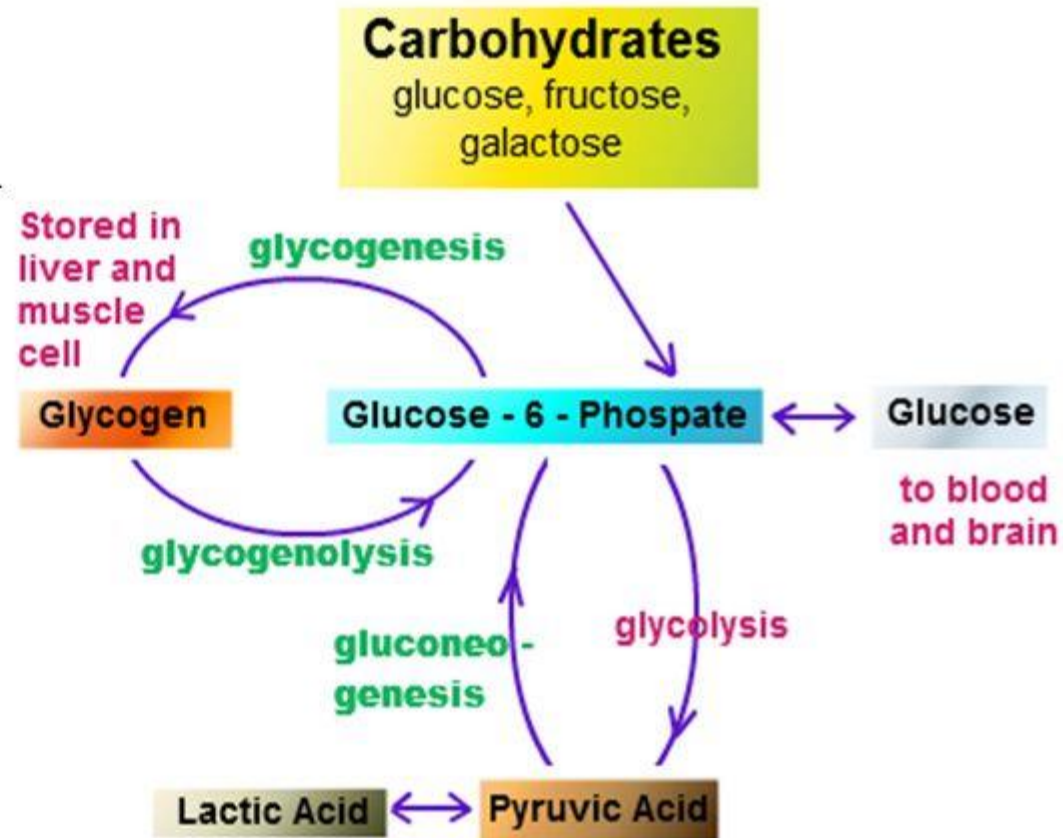 Carbohydrates
glucose, fructose,
galactose
Stored in
liver and
muscle
cell
glycogenesis
Glycogen
Glucose - 6 - Phospate
Glucose
to blood
and brain
glycogenolysis
gluconeo -
genesis
glycolysis
Lactic Acid
Pyruvic Acid